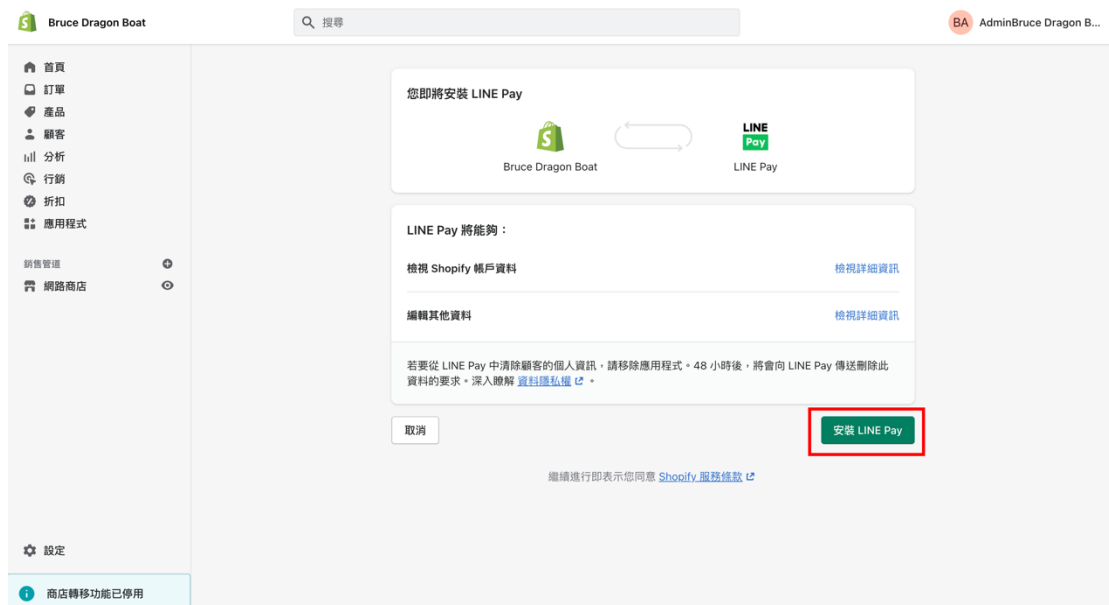 Bruce Dragon Boat
搜尋
BA AdminBruce Dragon B...
首頁
訂單
產品
顧客
分析
行銷
折扣
應用程式
銷售管道
網路商店
設定
商店轉移功能已停用
您即將安裝 LINE Pay
LINE
Pay
Bruce Dragon Boat
LINE Pay
LINE Pay 將能夠：
檢視 Shopify 帳戶資料 檢視詳細資訊
編輯其他資料 檢視詳細資訊
若要從 LINE Pay 中清除顧客的個人資訊，請移除應用程式。48 小時後，將會向 LINE Pay 傳送刪除此
資料的要求。深入瞭解 資料隱私權 。
取消
安裝 LINE Pay
繼續進行即表示您同意 Shopify 服務條款